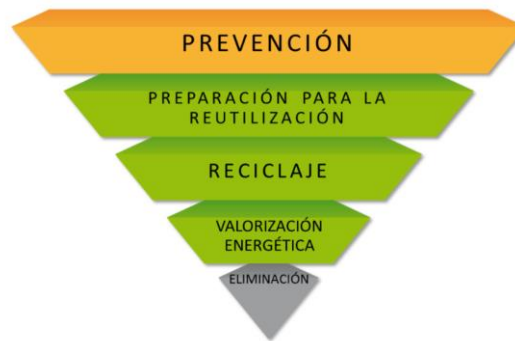 PREVENCIÓN
PREPARACIÓN PARA LA
REUTILIZACIÓN
RECICLAJE
VALORIZACIÓN
ENERGÉTICA
ELIMINACIÓN